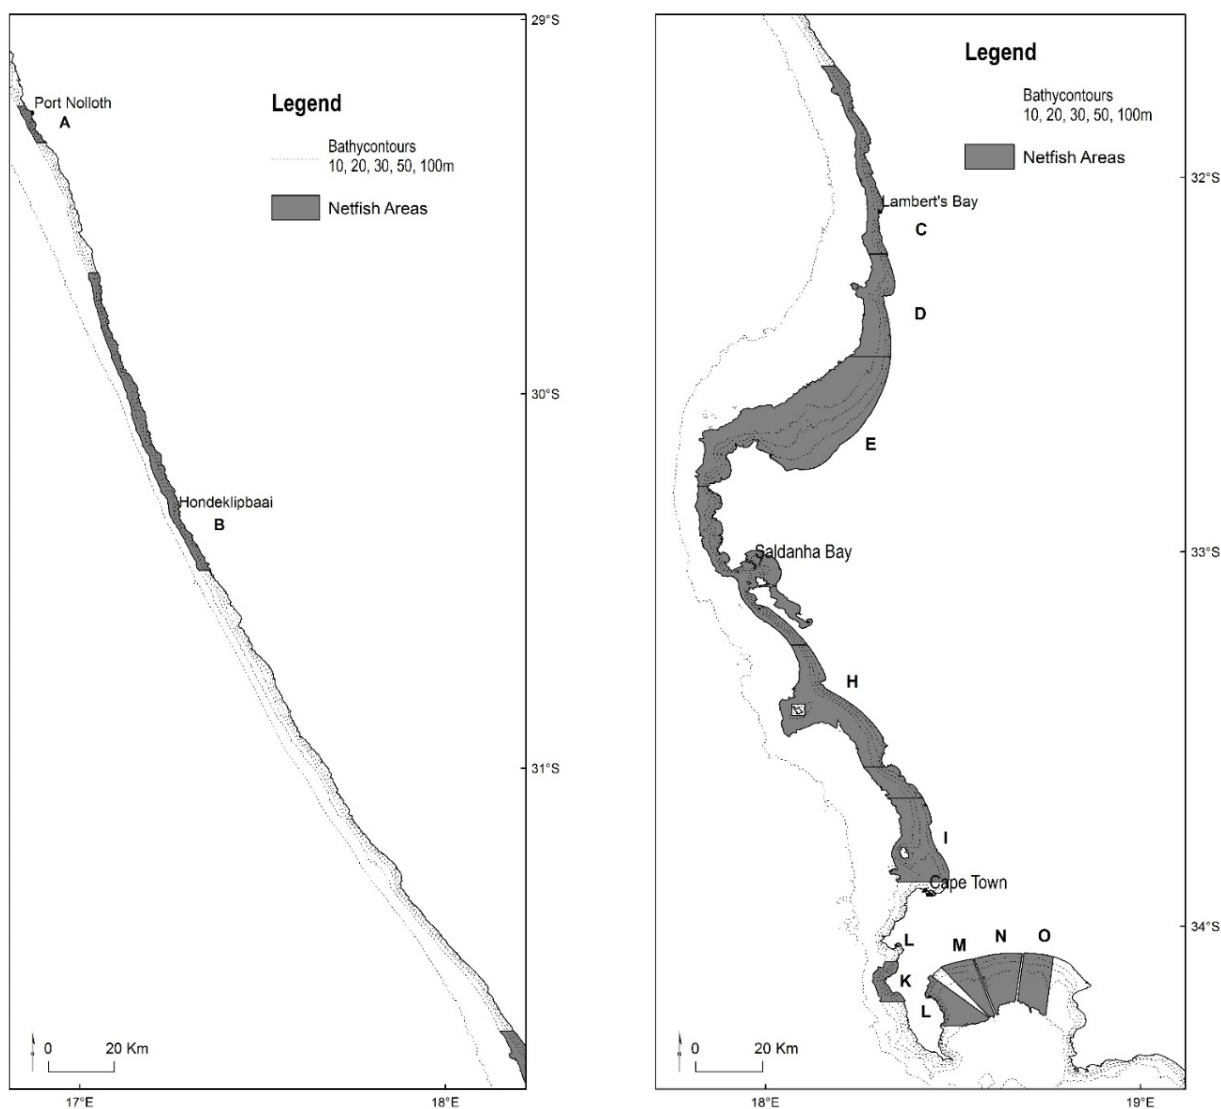 29°S
Port Nolloth
A
Legend
Bathycontours
10, 20, 30, 50, 100m
Netfish Areas
30°S
Hondeklipbaai
B
31°S
0 20 Km
17°E 18°E
Legend
Bathycontours
10, 20, 30, 50, 100m
Netfish Areas
32°S
Lambert's Bay
C
D
E
33°S
Saldanha Bay
H
I
Cape Town
34°S
L
M N O
K
L
0 20 Km
18°E 19°E